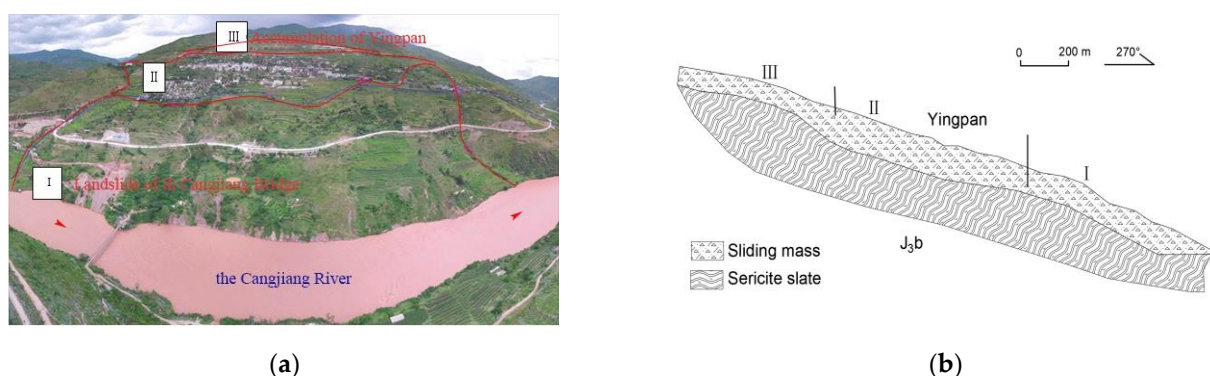 III Accumulation of Yingpan
II
I
Landslide of B.Cangjiang Bridge
the Cangjiang River
(a)
0 200 m 270°
III
II
Yingpan
I
J₃b
Sliding mass
Sericite slate
(b)